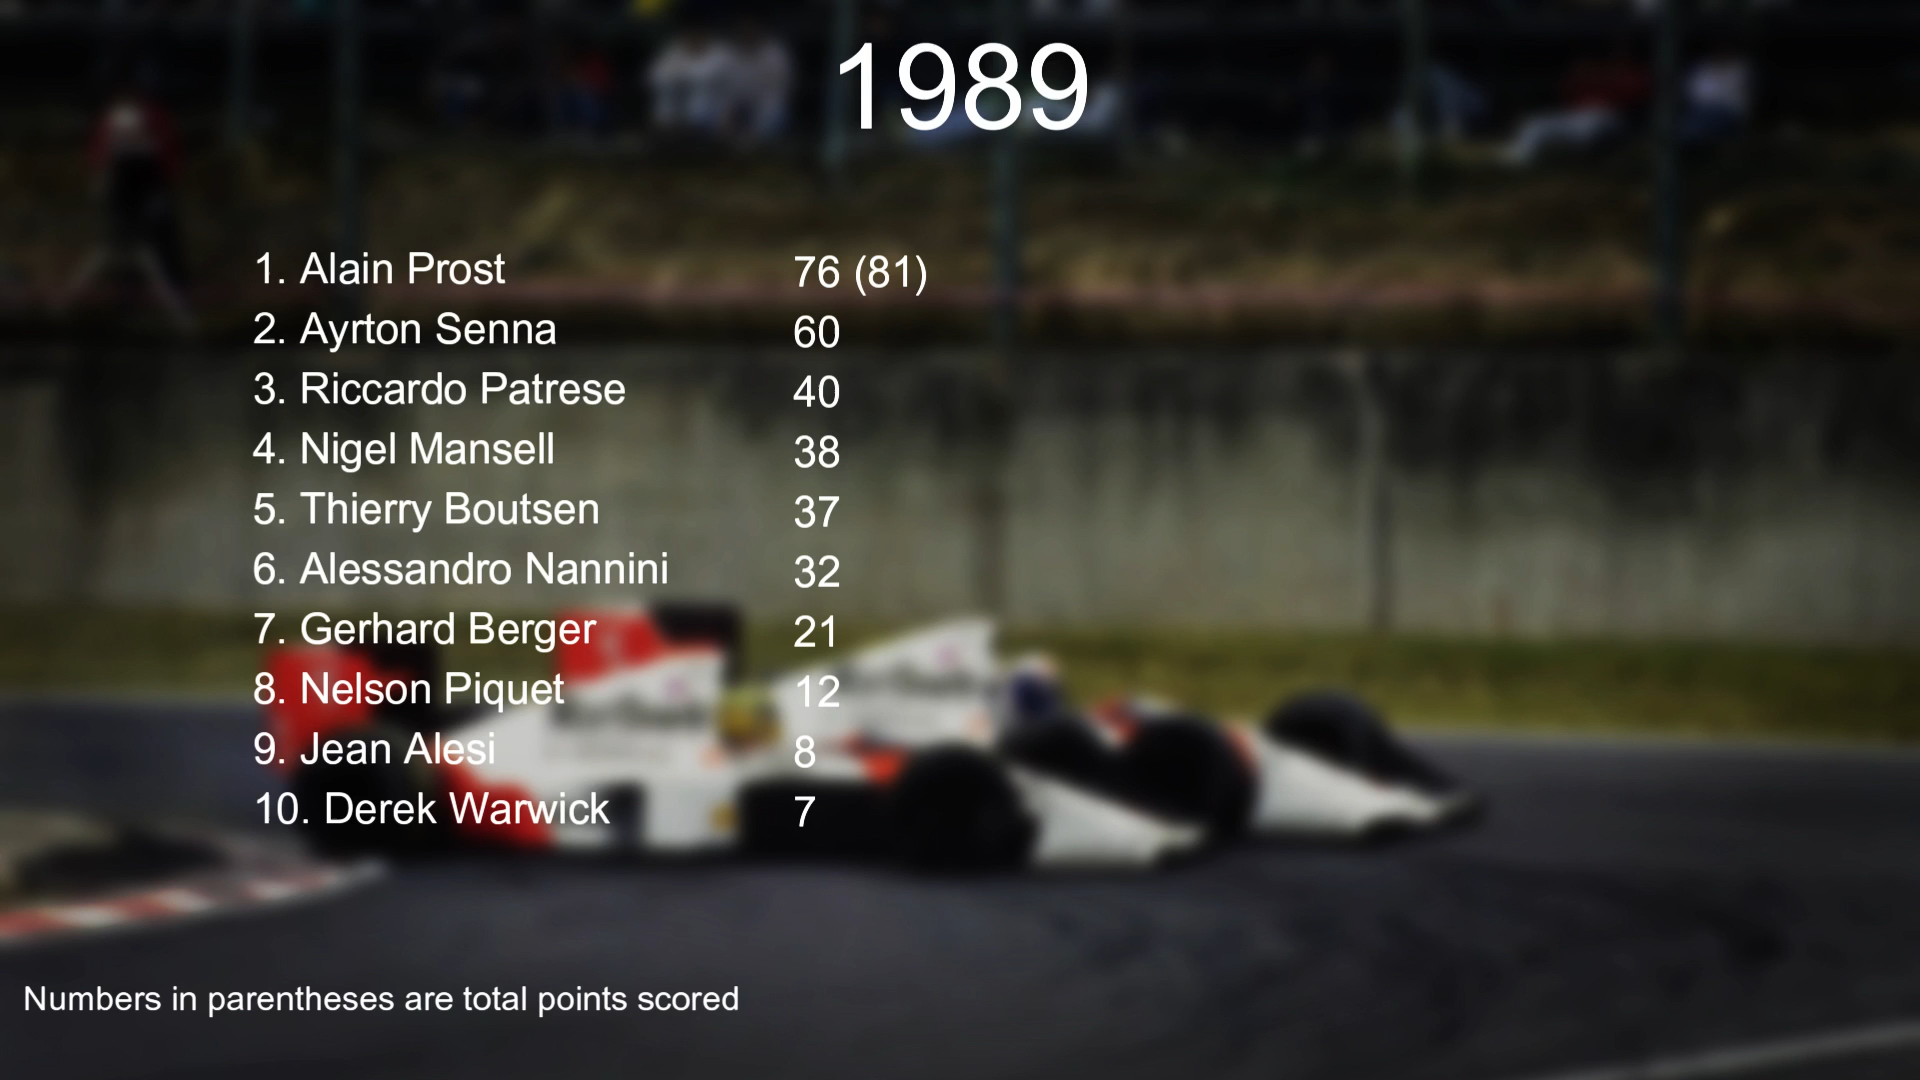 1989
1. Alain Prost 76 (81)
2. Ayrton Senna 60
3. Riccardo Patrese 40
4. Nigel Mansell 38
5. Thierry Boutsen 37
6. Alessandro Nannini 32
7. Gerhard Berger 21
8. Nelson Piquet 12
9. Jean Alesi 8
10. Derek Warwick 7
Numbers in parentheses are total points scored